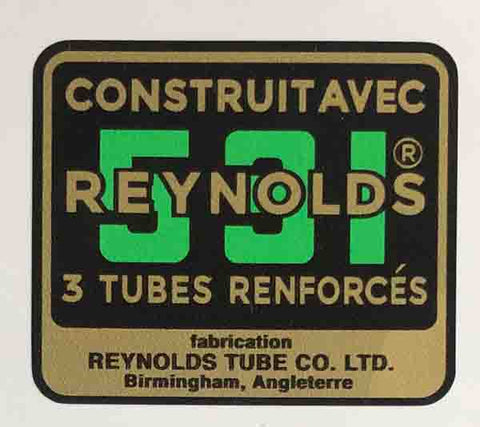 CONSTRUIT AVEC
531
REYNOLDS®
3 TUBES RENFORCÉS
fabrication
REYNOLDS TUBE CO. LTD.
Birmingham, Angleterre